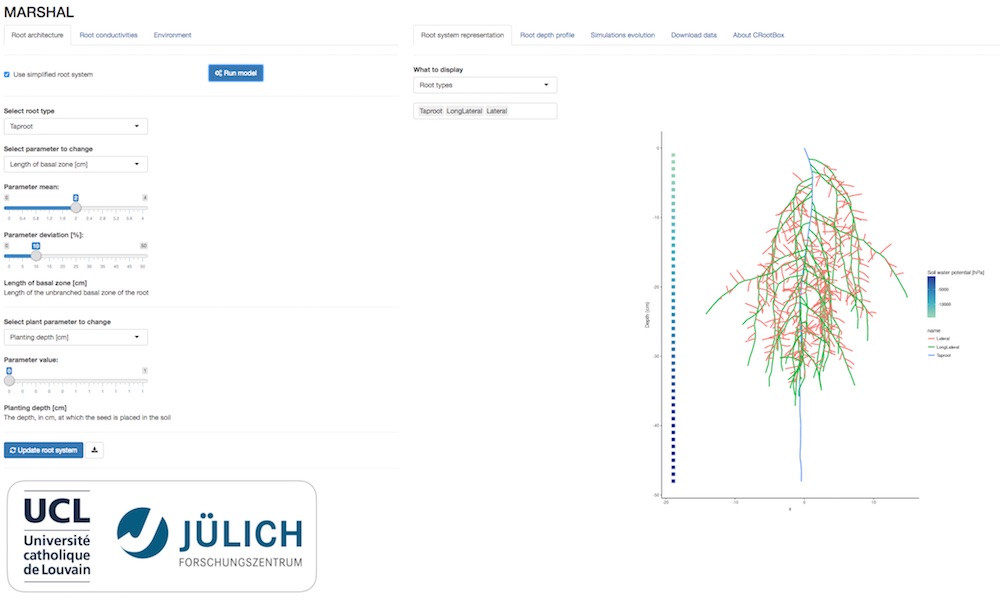 MARSHAL
Root architecture Root conductivities Environment
Root system representation Root depth profile Simulations evolution Download data About CRootBox
Use simplified root system
Run model
What to display
Root types
Taproot LongLateral Lateral
Select root type
Taproot
Select parameter to change
Length of basal zone [cm]
Parameter mean:
0 2 4
0 0.4 0.8 1.2 1.6 2 2.4 2.8 3.2 3.6 4
Parameter deviation [%]:
0 10 50
0 5 10 15 20 25 30 35 40 45 50
Length of basal zone [cm]
Length of the unbranched basal zone of the root
Select plant parameter to change
Planting depth [cm]
Parameter value:
0 1
0 0 0 0 0 1 1 1 1 1
Planting depth [cm]
The depth, in cm, at which the seed is placed in the soil
Update root system
UCL
Université
catholique
de Louvain
JÜLICH
FORSCHUNGSZENTRUM
Depth (cm)
0
-10
-20
-30
-40
-50
-20 -10 0 10
x
Soil water potential [hPa]
-5000
-10000
name
Lateral
LongLateral
Taproot